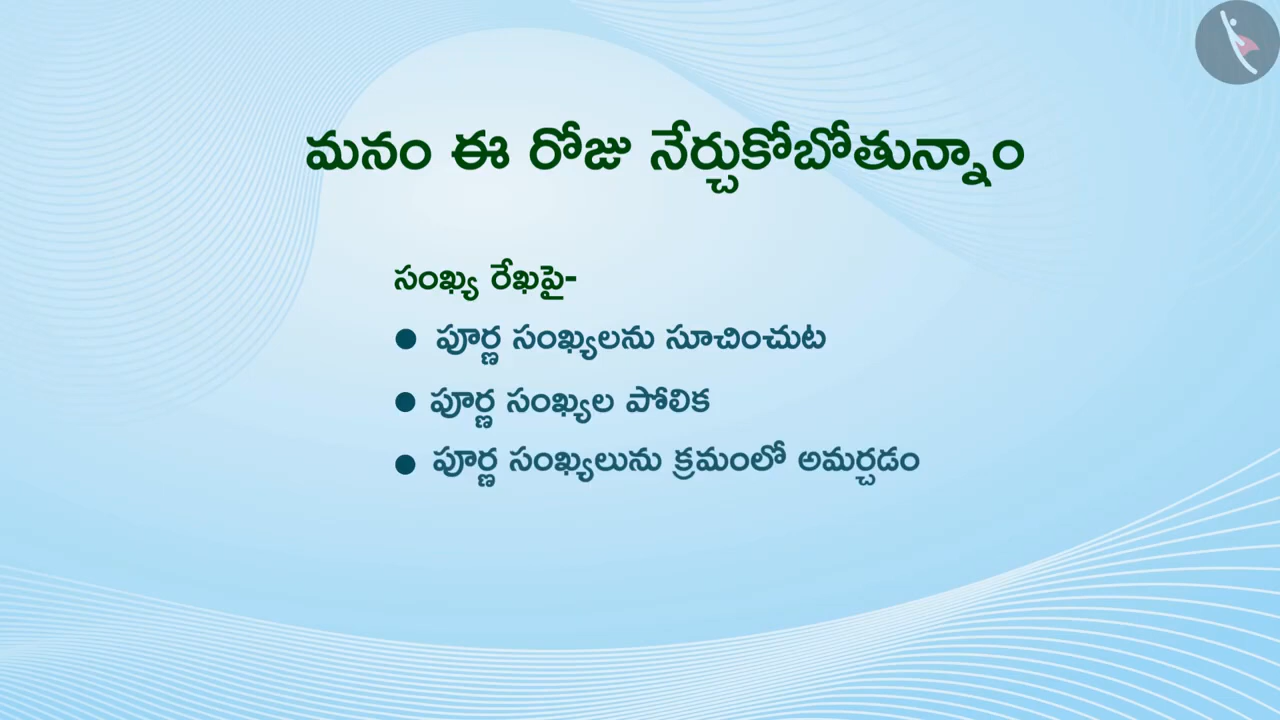 మనం ఈ రోజు నేర్చుకోబోతున్నాం
సంఖ్య రేఖపై-
● పూర్ణ సంఖ్యలను సూచించుట
● పూర్ణ సంఖ్యల పోలిక
● పూర్ణ సంఖ్యలును క్రమంలో అమర్చడం